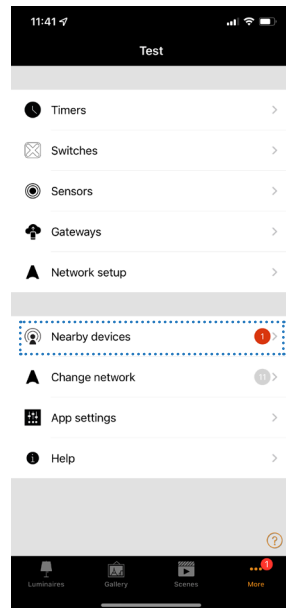 11:41
Test
Timers
Switches
Sensors
Gateways
Network setup
Nearby devices 1
Change network 11
App settings
Help
?
1
Luminaires Gallery Scenes More